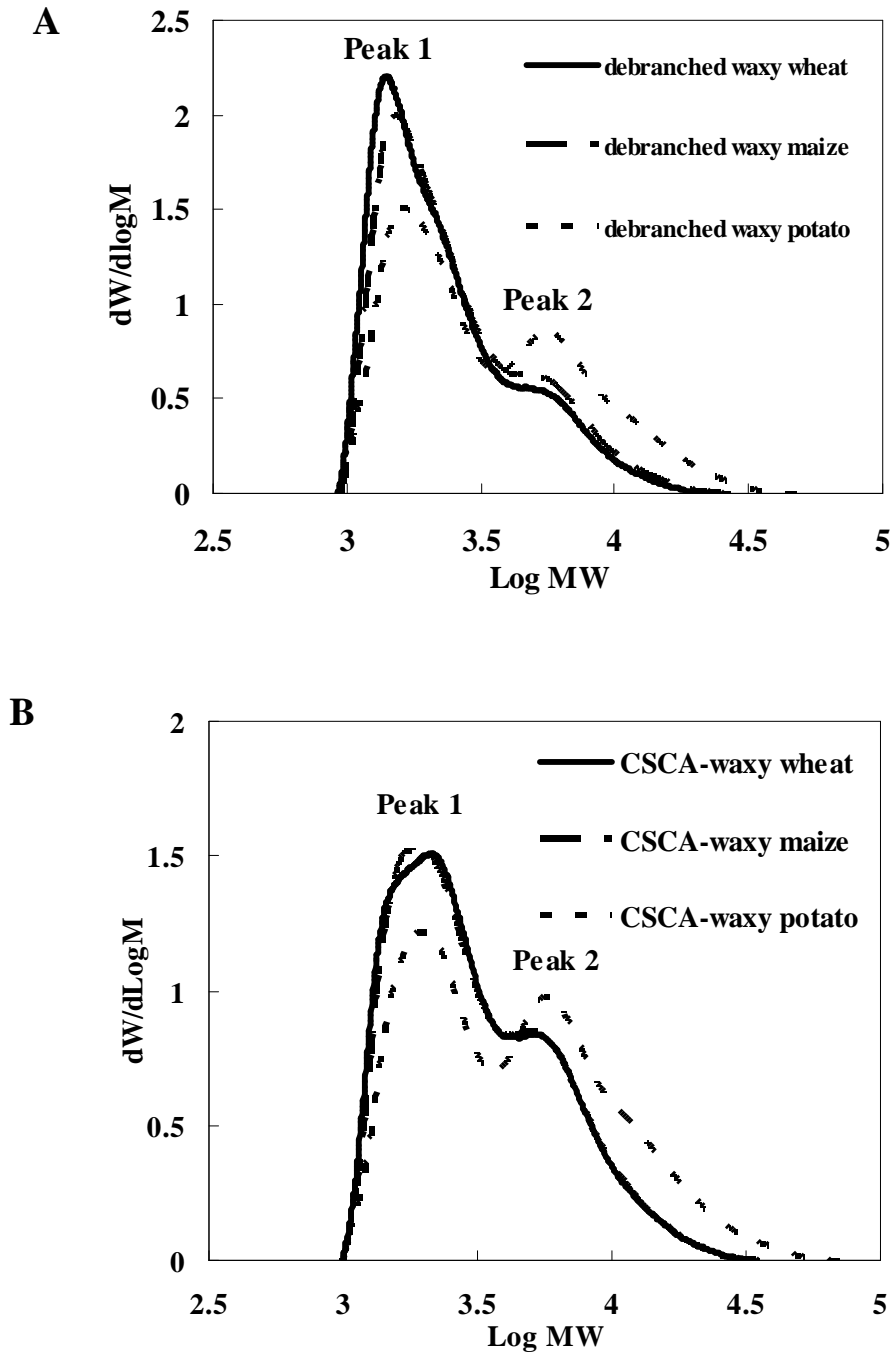 A
2.5
2
1.5
1
0.5
0
dW/dlogM
Peak 1
Peak 2
debranched waxy wheat
debranched waxy maize
debranched waxy potato
2.5 3 3.5 4 4.5 5
Log MW
B
2
1.5
1
0.5
0
dW/dLogM
Peak 1
Peak 2
CSCA-waxy wheat
CSCA-waxy maize
CSCA-waxy potato
2.5 3 3.5 4 4.5 5
Log MW